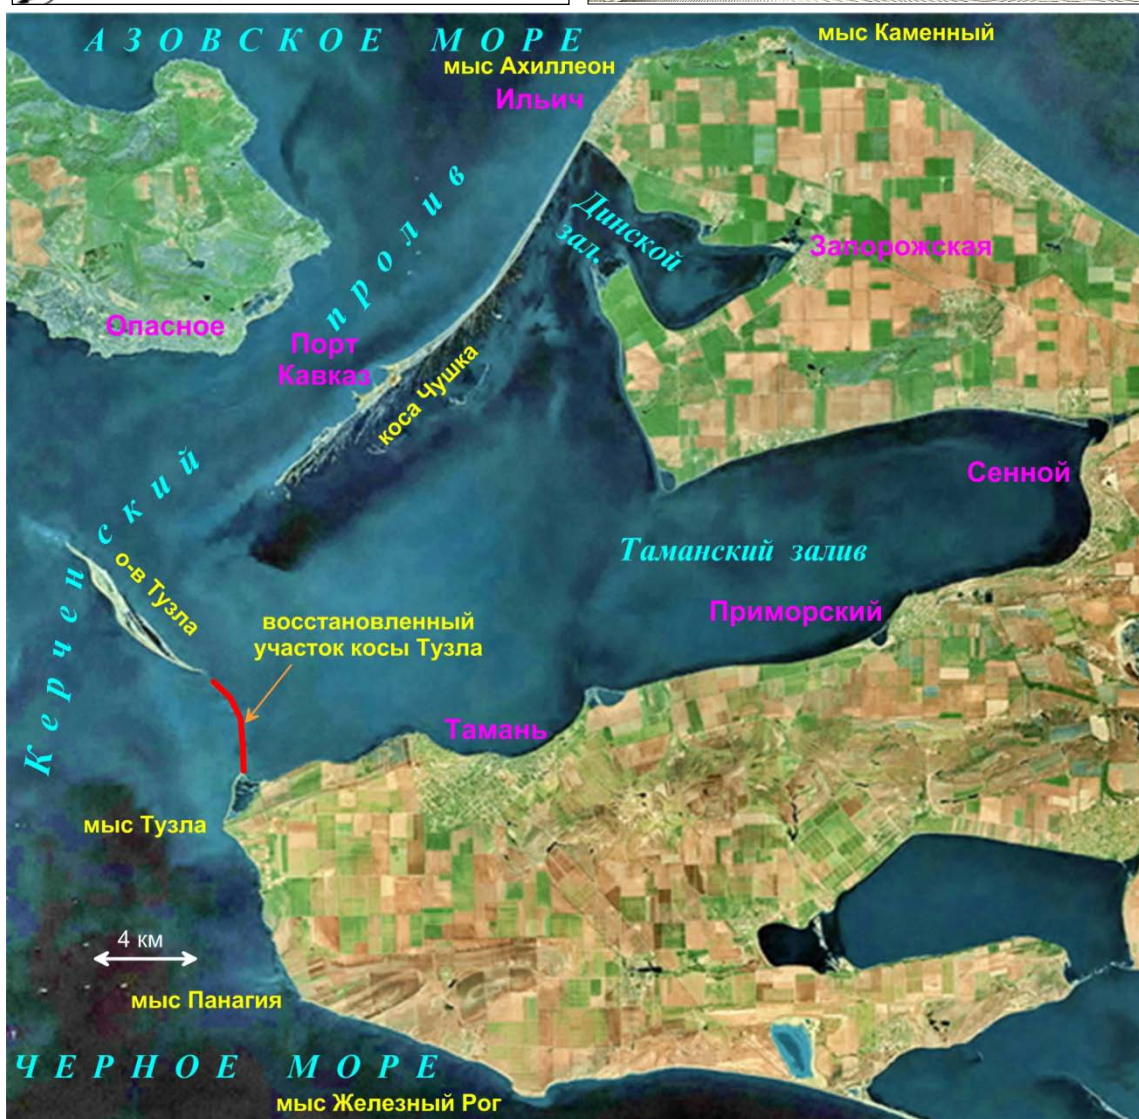 АЗОВСКОЕ МОРЕ
мыс Каменный
мыс Ахиллеон
Ильич
пролив
Динской
зал.
Запорожская
Опасное
Порт
Кавказ
коса Чушка
Сенной
Керченский
Таманский залив
о-в Тузла
Приморский
восстановленный
участок косы Тузла
Тамань
мыс Тузла
4 км
мыс Панагия
ЧЕРНОЕ МОРЕ
мыс Железный Рог